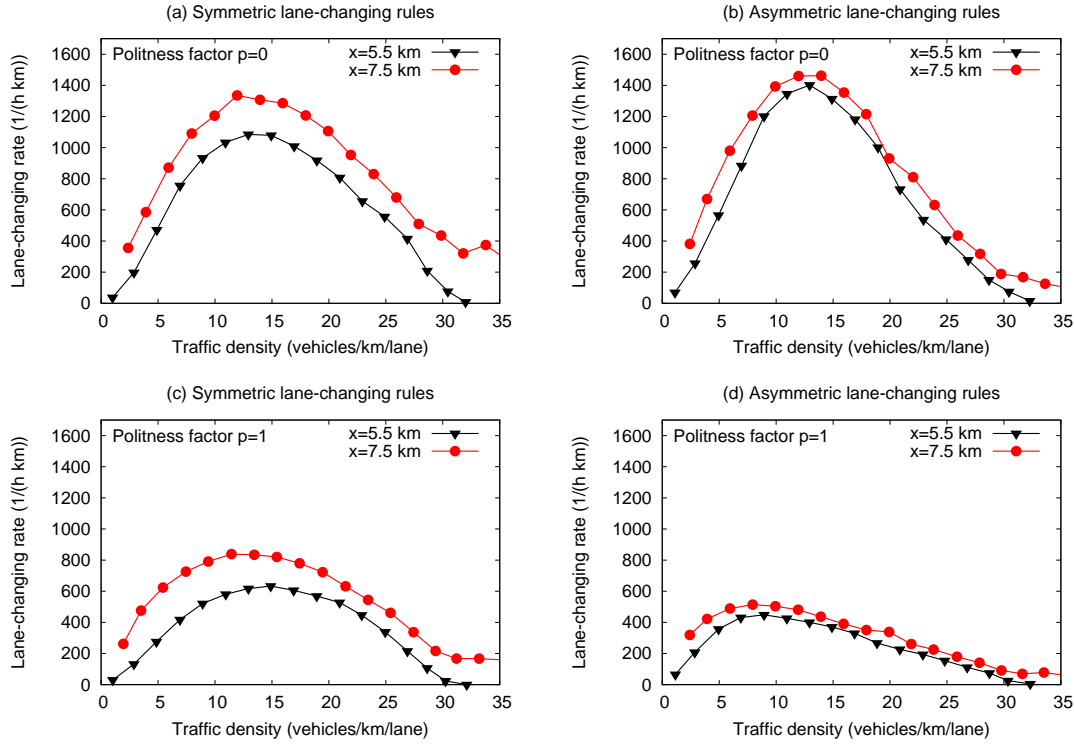 (a) Symmetric lane-changing rules
Lane-changing rate (1/(h km))
1600
1400
1200
1000
800
600
400
200
0
Politness factor p=0
x=5.5 km
x=7.5 km
0 5 10 15 20 25 30 35
Traffic density (vehicles/km/lane)
(b) Asymmetric lane-changing rules
Lane-changing rate (1/(h km))
1600
1400
1200
1000
800
600
400
200
0
Politness factor p=0
x=5.5 km
x=7.5 km
0 5 10 15 20 25 30 35
Traffic density (vehicles/km/lane)
(c) Symmetric lane-changing rules
Lane-changing rate (1/(h km))
1600
1400
1200
1000
800
600
400
200
0
Politness factor p=1
x=5.5 km
x=7.5 km
0 5 10 15 20 25 30 35
Traffic density (vehicles/km/lane)
(d) Asymmetric lane-changing rules
Lane-changing rate (1/(h km))
1600
1400
1200
1000
800
600
400
200
0
Politness factor p=1
x=5.5 km
x=7.5 km
0 5 10 15 20 25 30 35
Traffic density (vehicles/km/lane)